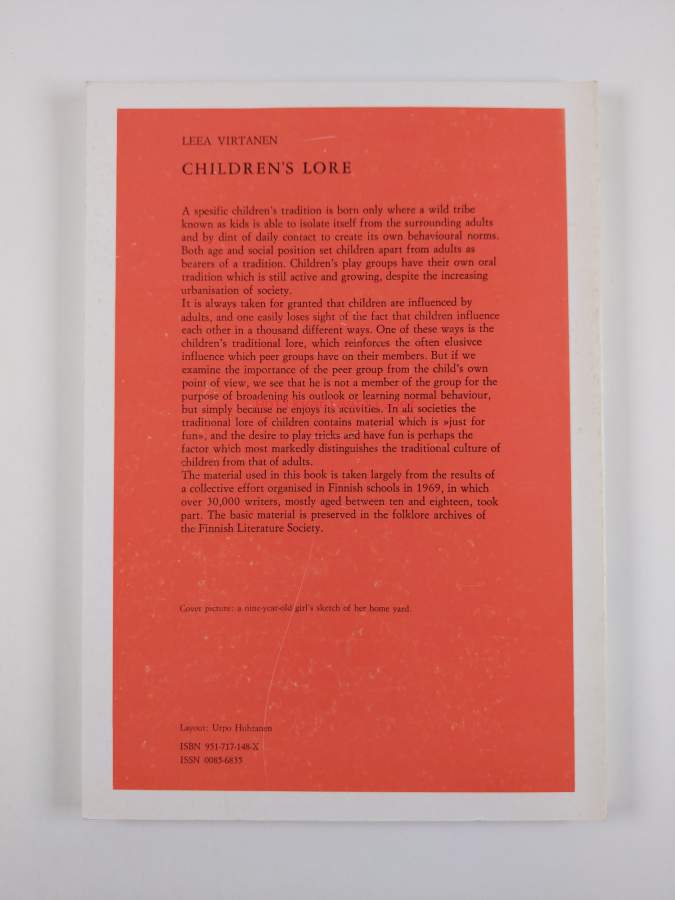 LEEA VIRTANEN
CHILDREN'S LORE
A spesific children's tradition is born only where a wild tribe
known as kids is able to isolate itself from the surrounding adults
and by dint of daily contact to create its own behavioural norms.
Both age and social position set children apart from adults as
bearers of a tradition. Children's play groups have their own oral
tradition which is still active and growing, despite the increasing
urbanisation of society.
It is always taken for granted that children are influenced by
adults, and one easily loses sight of the fact that children influence
each other in a thousand different ways. One of these ways is the
children's traditional lore, which reinforces the often elusivce
influence which peer groups have on their members. But if we
examine the importance of the peer group from the child's own
point of view, we see that he is not a member of the group for the
purpose of broadening his outlook or learning normal behaviour,
but simply because he enjoys its activities. In all societies the
traditional lore of children contains material which is »just for
fun», and the desire to play tricks and have fun is perhaps the
factor which most markedly distinguishes the traditional culture of
children from that of adults.
The material used in this book is taken largely from the results of
a collective effort organised in Finnish schools in 1969, in which
over 30,000 writers, mostly aged between ten and eighteen, took
part. The basic material is preserved in the folklore archives of
the Finnish Literature Society.
Cover picture: a nine-year-old girl's sketch of her home yard.
Layout: Urpo Huhtanen
ISBN 951-717-148-X
ISSN 0085-6835